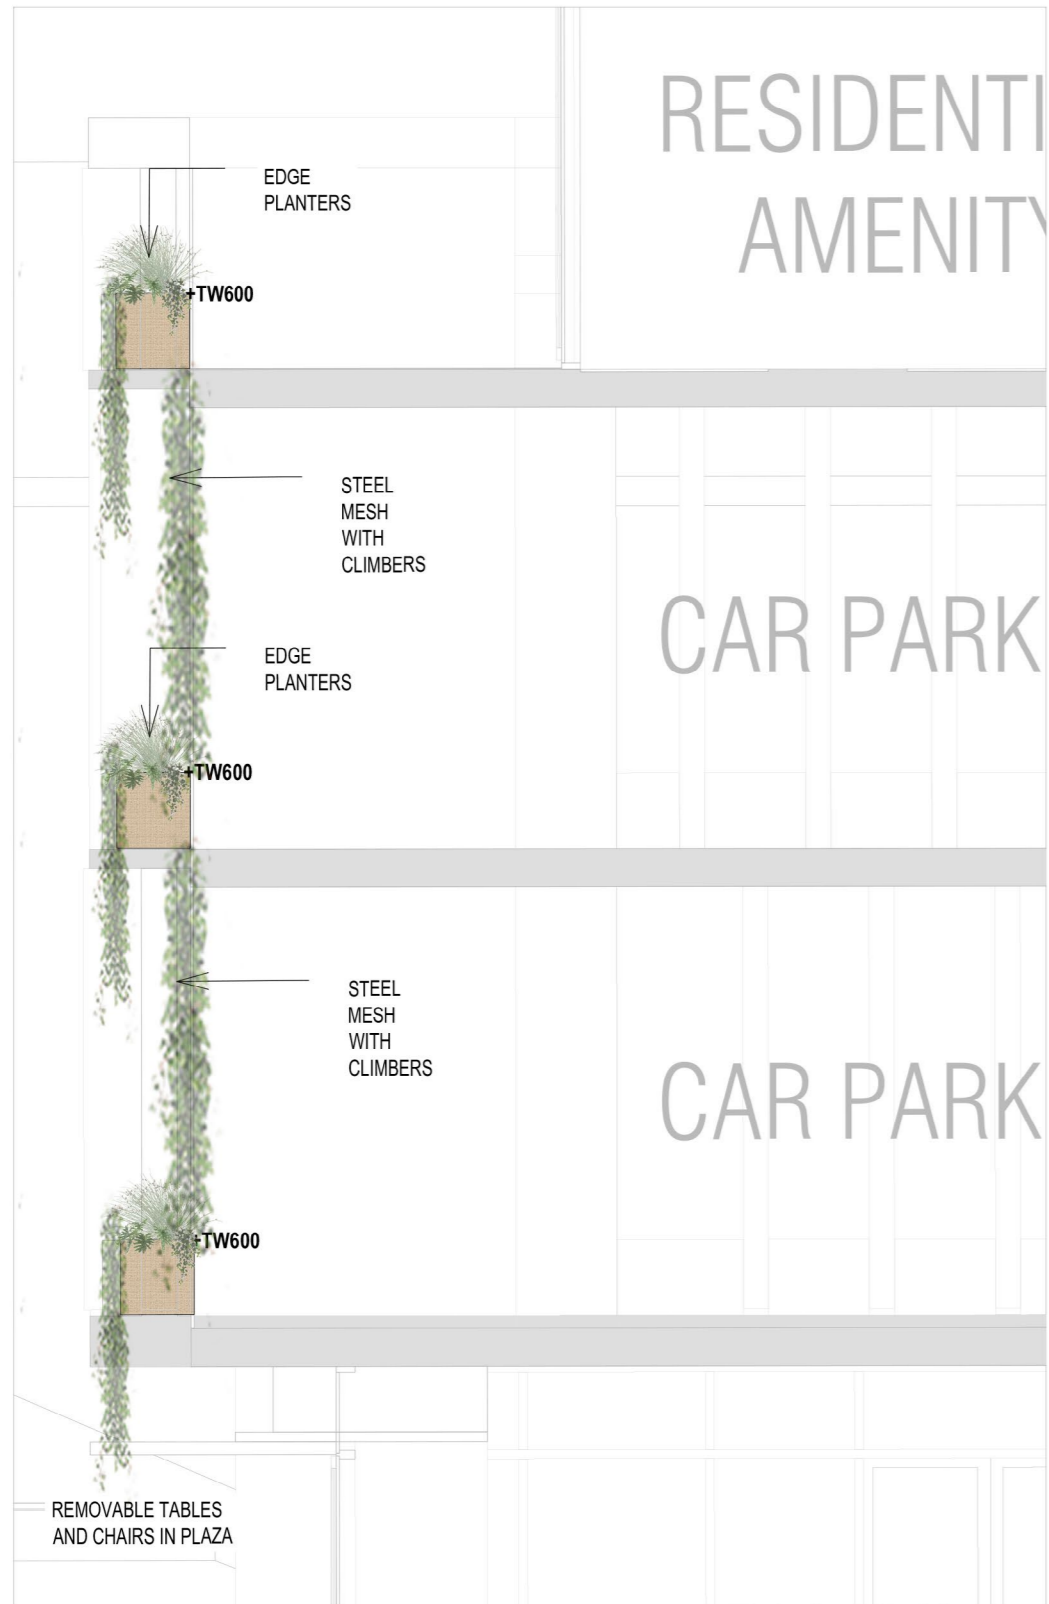 RESIDENTI
AMENITY
EDGE
PLANTERS
+TW600
STEEL
MESH
WITH
CLIMBERS
CAR PARK
EDGE
PLANTERS
+TW600
STEEL
MESH
WITH
CLIMBERS
CAR PARK
+TW600
REMOVABLE TABLES
AND CHAIRS IN PLAZA